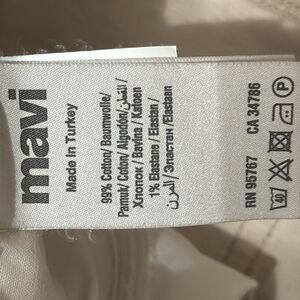 mavi
Made in Turkey
99% Cotton/ Baumwolle/
Pamuk/ Coton/ Algodón/ القطن/
Хлопок / Bavlna / Katoen
1% Elastane / Elastan /
المرن/ Эластан /Elastaan
RN 95767 CA 34786